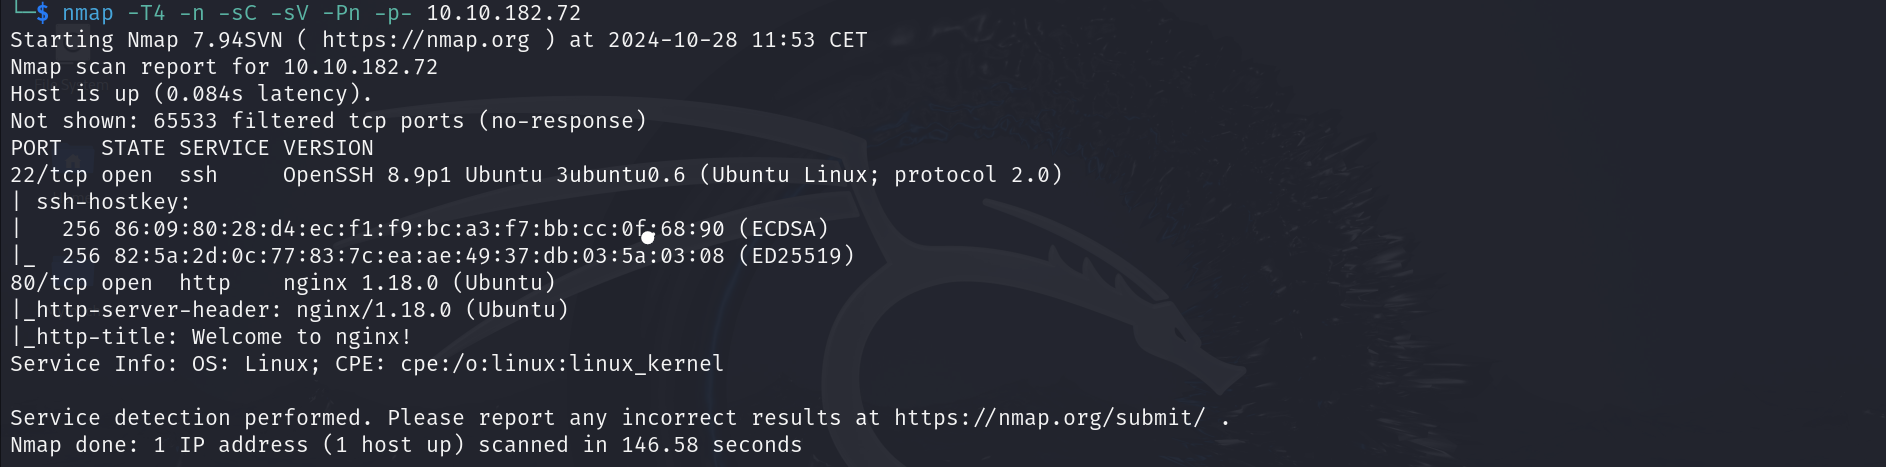 └─$ nmap -T4 -n -sC -sV -Pn -p- 10.10.182.72
Starting Nmap 7.94SVN ( https://nmap.org ) at 2024-10-28 11:53 CET
Nmap scan report for 10.10.182.72
Host is up (0.084s latency).
Not shown: 65533 filtered tcp ports (no-response)
PORT   STATE SERVICE VERSION
22/tcp open  ssh     OpenSSH 8.9p1 Ubuntu 3ubuntu0.6 (Ubuntu Linux; protocol 2.0)
| ssh-hostkey:
|   256 86:09:80:28:d4:ec:f1:f9:bc:a3:f7:bb:cc:0f:68:90 (ECDSA)
|_  256 82:5a:2d:0c:77:83:7c:ea:ae:49:37:db:03:5a:03:08 (ED25519)
80/tcp open  http    nginx 1.18.0 (Ubuntu)
|_http-server-header: nginx/1.18.0 (Ubuntu)
|_http-title: Welcome to nginx!
Service Info: OS: Linux; CPE: cpe:/o:linux:linux_kernel

Service detection performed. Please report any incorrect results at https://nmap.org/submit/ .
Nmap done: 1 IP address (1 host up) scanned in 146.58 seconds